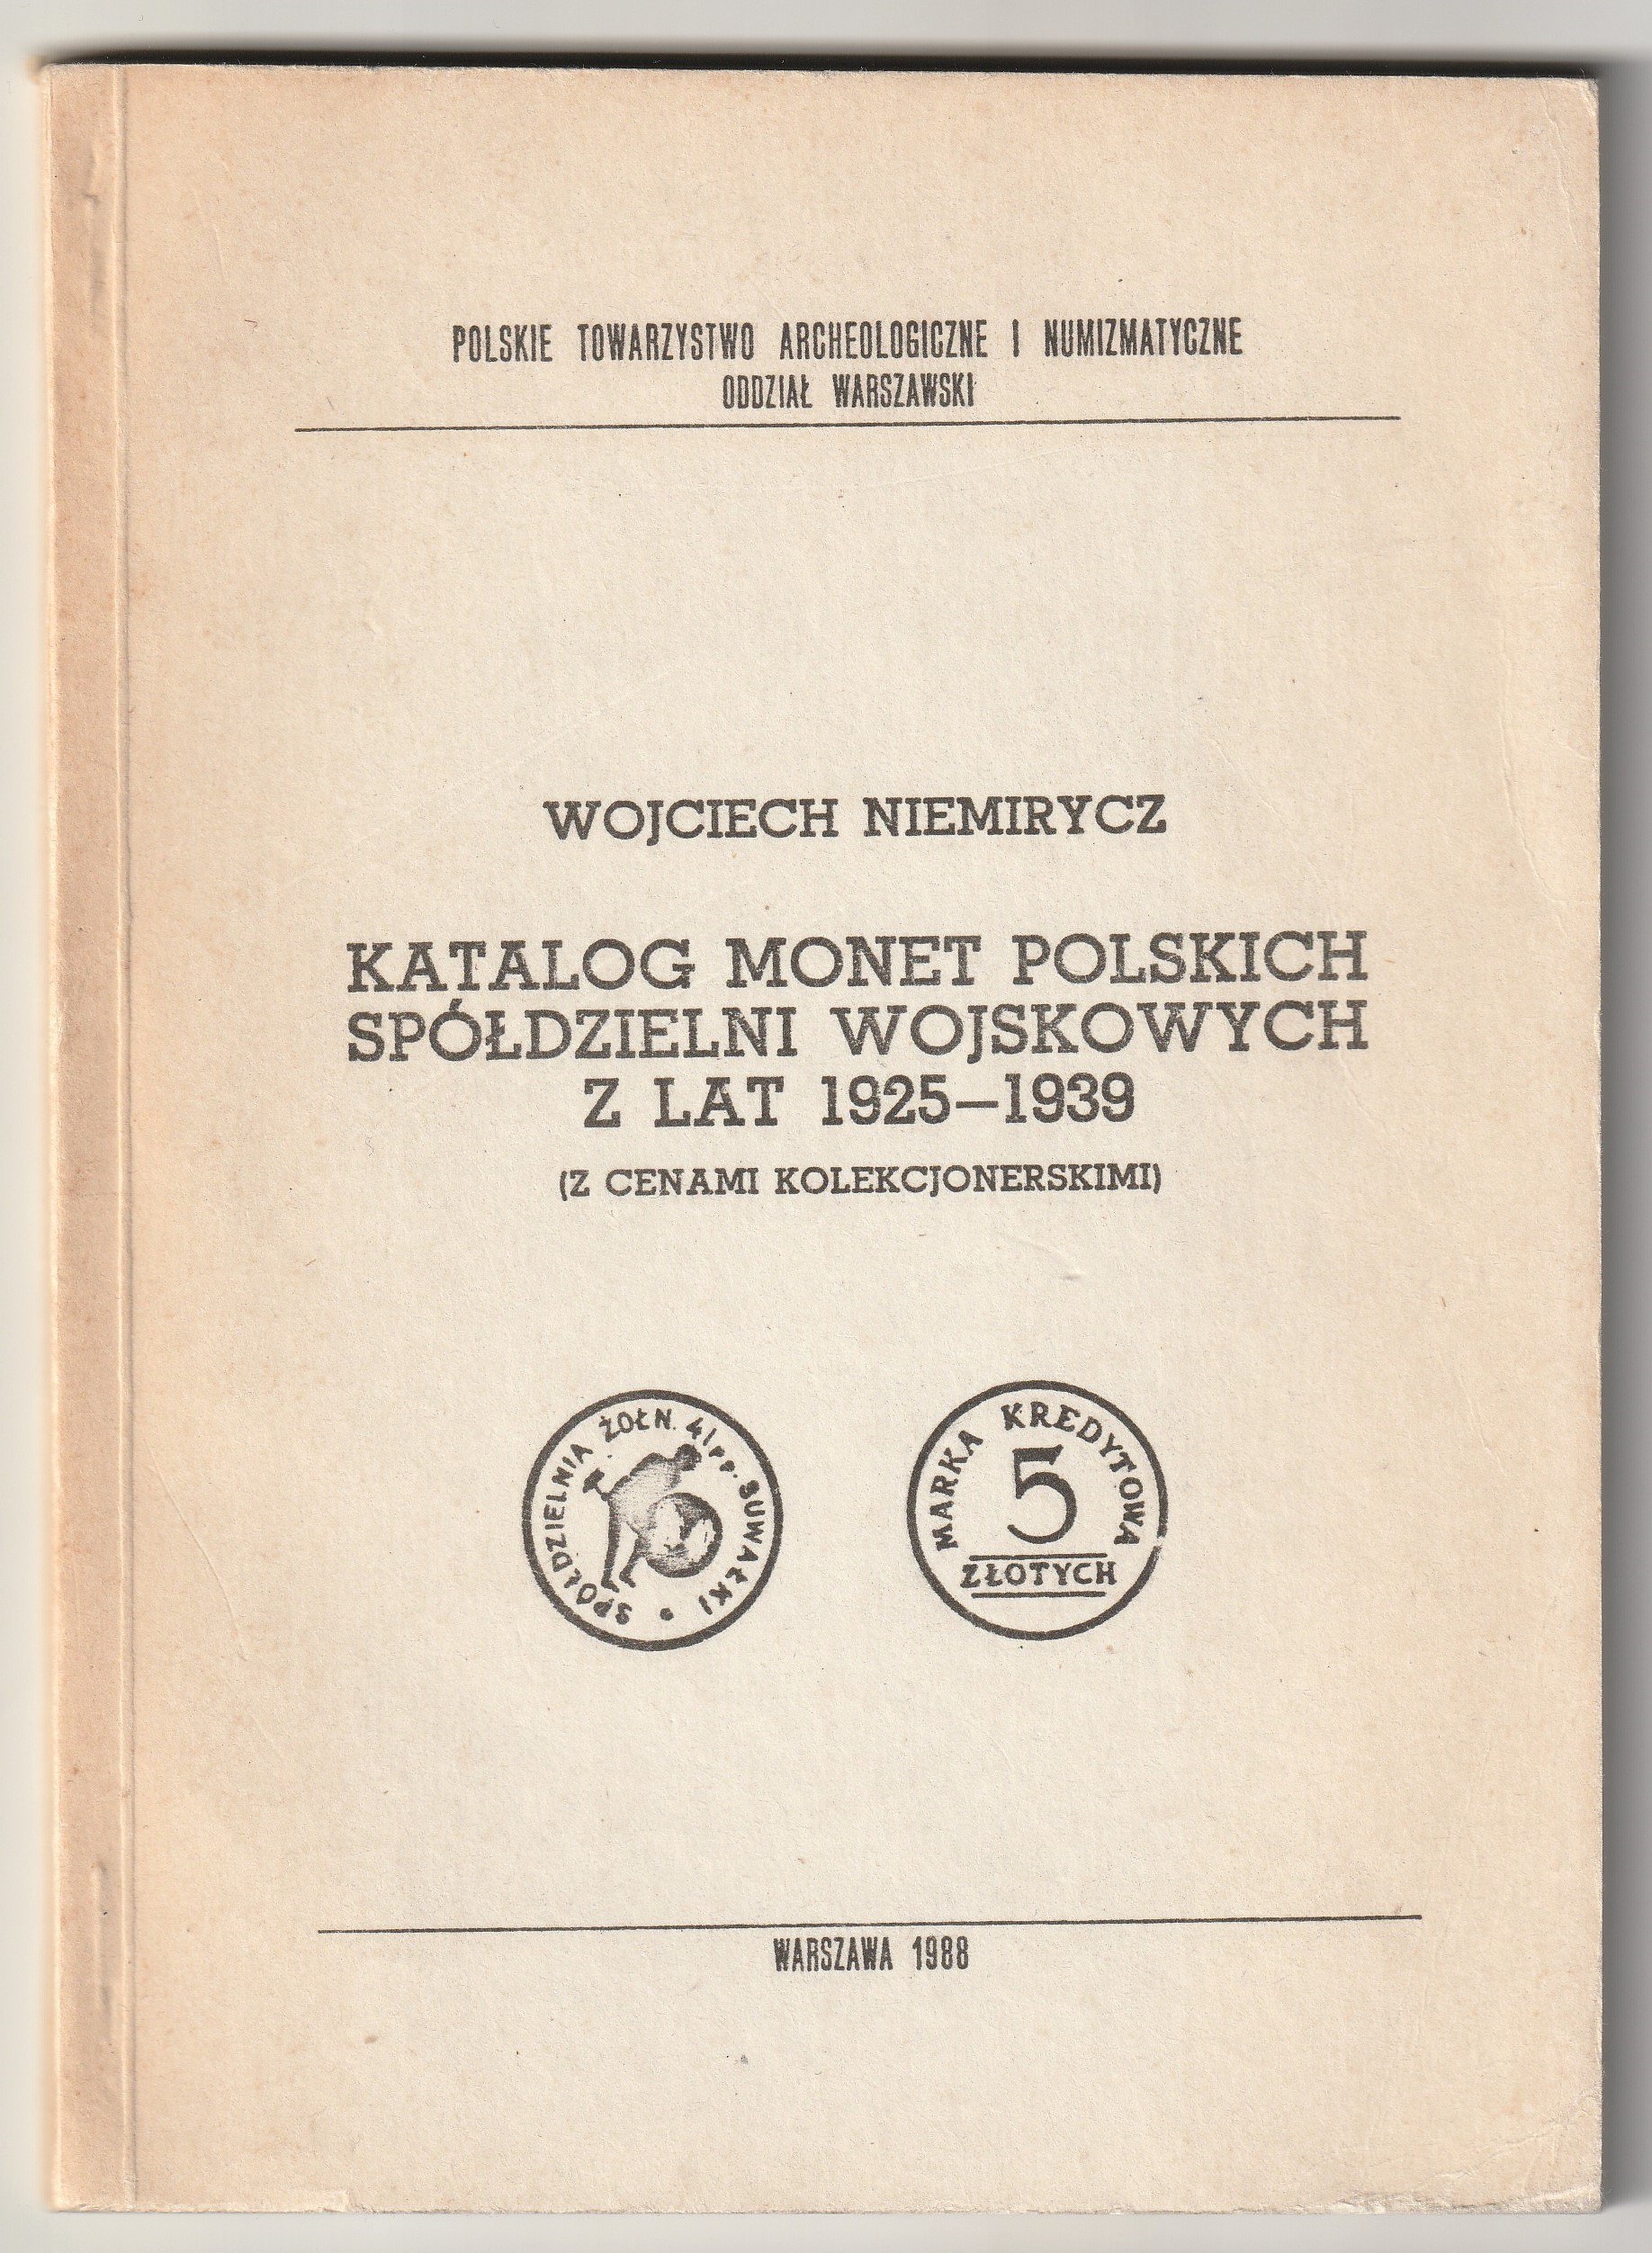 POLSKIE TOWARZYSTWO ARCHEOLOGICZNE I NUMIZMATYCZNE
ODDZIAŁ WARSZAWSKI
WOJCIECH NIEMIRYCZ
KATALOG MONET POLSKICH
SPÓŁDZIELNI WOJSKOWYCH
Z LAT 1925–1939
(Z CENAMI KOLEKCJONERSKIMI)
SPÓŁDZIELNIA ŻOŁN. 41 PP. SUWAŁKI •
MARKA KREDYTOWA
5
ZŁOTYCH
WARSZAWA 1988